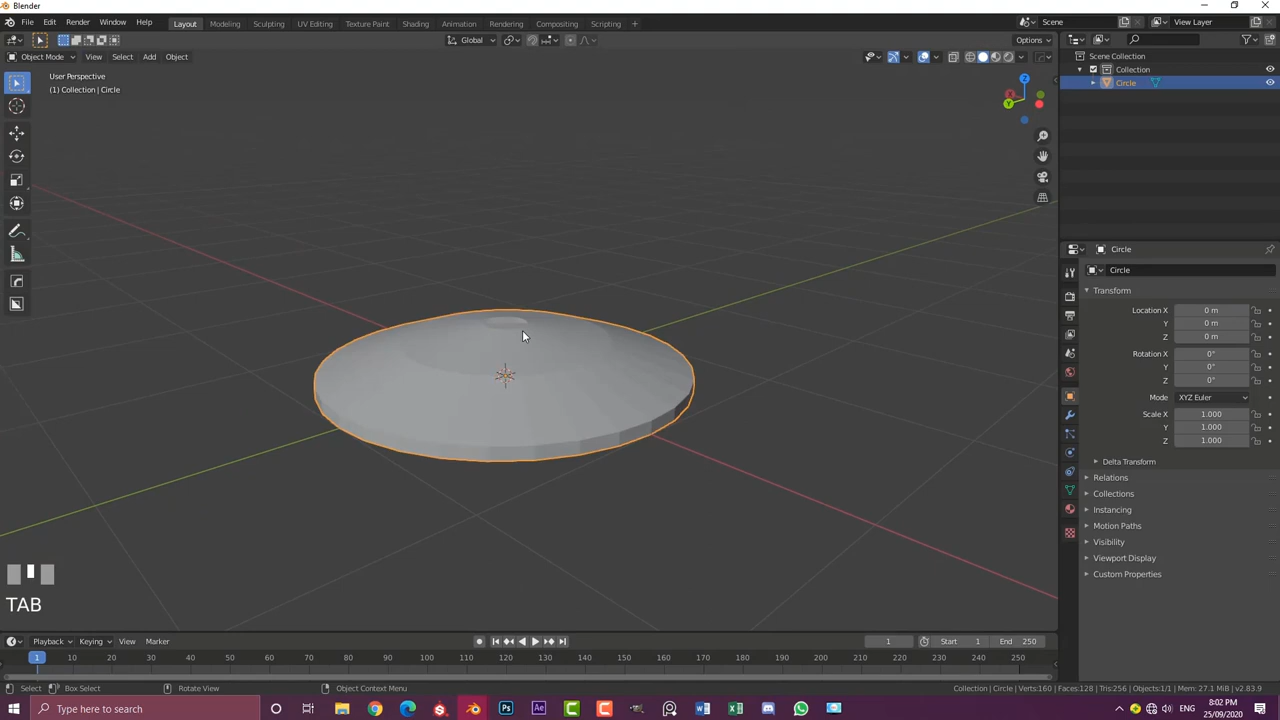 Blender
File Edit Render Window Help Layout Modeling Sculpting UV Editing Texture Paint Shading Animation Compositing Rendering Scripting + Scene View Layer
Global Options
Object Mode View Select Add Object
User Perspective
(1) Collection | Circle
Z
Y
Scene Collection
Collection
Circle
Circle
Circle
Transform
Location X 0 m
Y 0 m
Z 0 m
Rotation X 0°
Y 0°
Z 0°
Mode XYZ Euler
Scale X 1.000
Y 1.000
Z 1.000
Delta Transform
Relations
Collections
Instancing
Motion Paths
Visibility
Viewport Display
Custom Properties
TAB
Playback Keying View Marker 1 Start 1 End 250
1 10 20 30 40 50 60 70 80 90 100 110 120 130 140 150 160 170 180 190 200 210 220 230 240 250
Select Box Select Rotate View Object Context Menu Collection | Circle | Verts:160 | Faces:128 | Tris:256 | Objects:1/1 | Mem: 27.1 MiB | v2.83.9
Type here to search
8:02 PM
25/09/2020